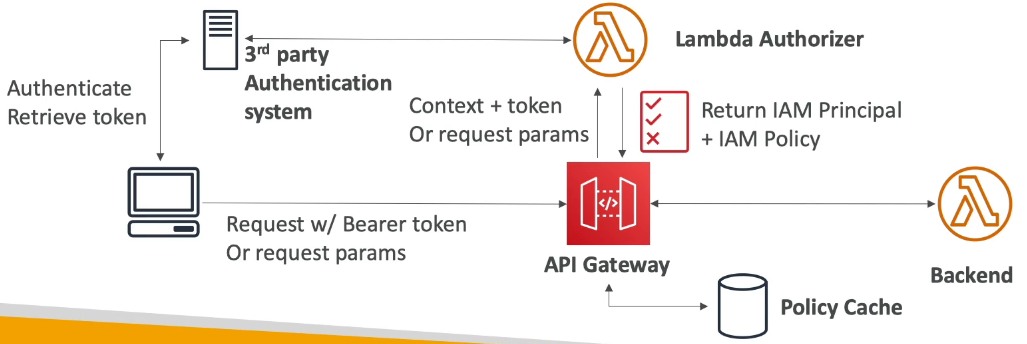 3rd party
Authentication
system
Lambda Authorizer
Authenticate
Retrieve token
Context + token
Or request params
Return IAM Principal
+ IAM Policy
</>
Request w/ Bearer token
Or request params
API Gateway
Backend
Policy Cache